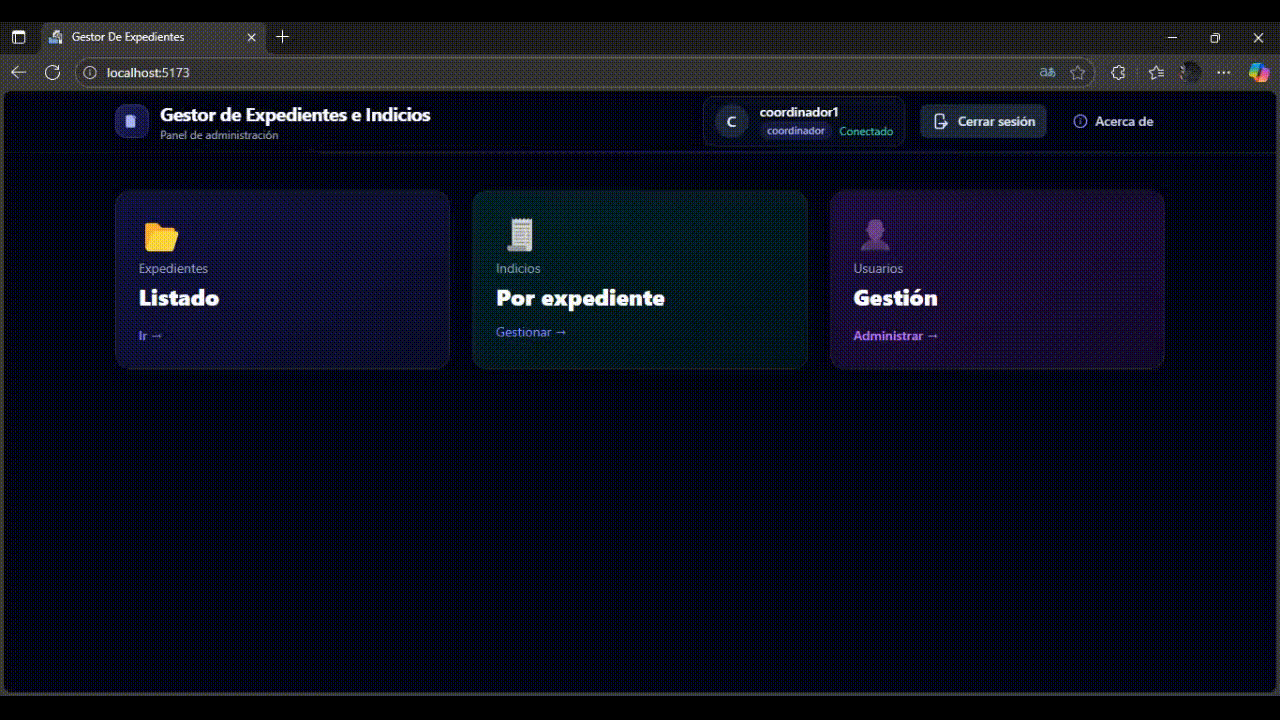 Gestor De Expedientes
localhost:5173
Gestor de Expedientes e Indicios
Panel de administración
C
coordinador1
coordinador Conectado
Cerrar sesión
Acerca de
Expedientes
Listado
Ir →
Indicios
Por expediente
Gestionar →
Usuarios
Gestión
Administrar →